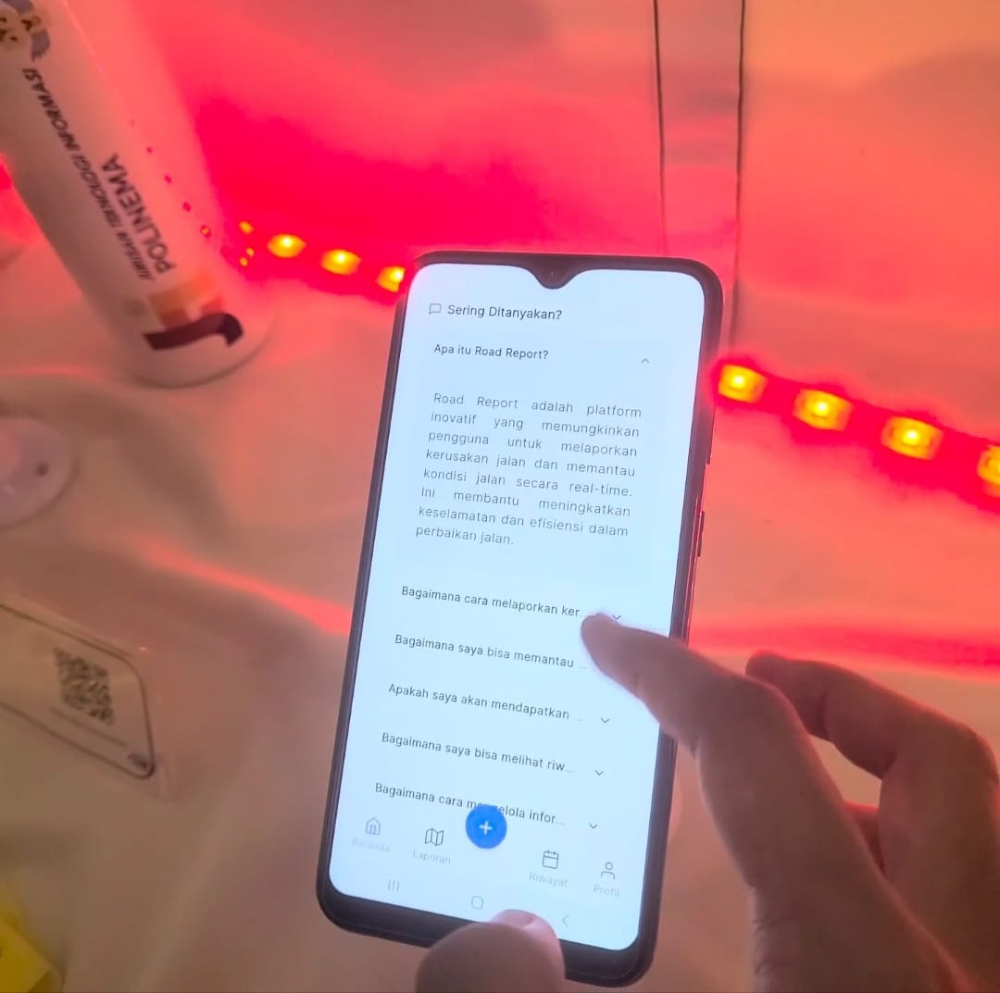 JURUSAN TEKNOLOGI INFORMASI
POLINEMA
Sering Ditanyakan?
Apa itu Road Report?
Road Report adalah platform
inovatif yang memungkinkan
pengguna untuk melaporkan
kerusakan jalan dan memantau
kondisi jalan secara real-time.
Ini membantu meningkatkan
keselamatan dan efisiensi dalam
perbaikan jalan.
Bagaimana cara melaporkan ker...
Bagaimana saya bisa memantau ...
Apakah saya akan mendapatkan ...
Bagaimana saya bisa melihat riw...
Bagaimana cara mengelola infor...
Beranda
Laporan
Riwayat
Profil